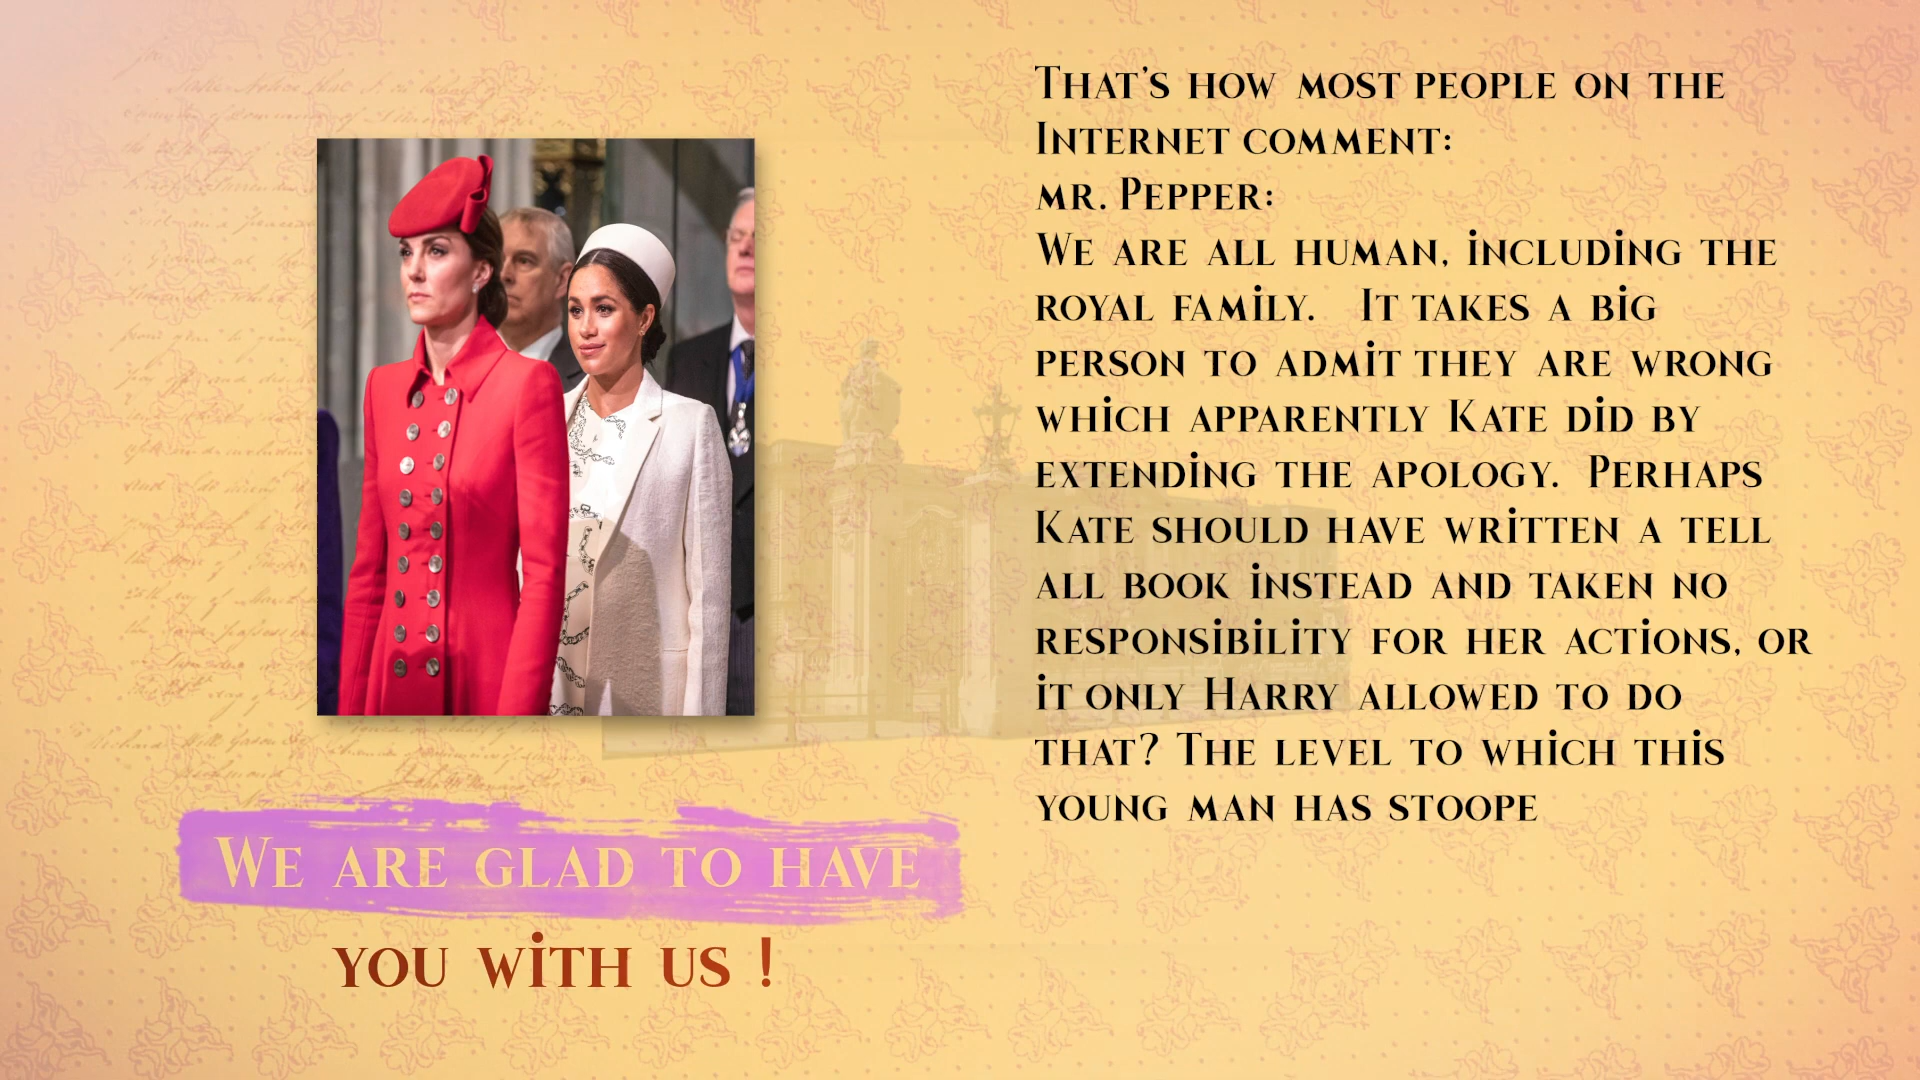 That's how most people on the
Internet comment:
mr. Pepper:
We are all human, including the
royal family. It takes a big
person to admit they are wrong
which apparently Kate did by
extending the apology. Perhaps
Kate should have written a tell
all book instead and taken no
responsibility for her actions, or
it only Harry allowed to do
that? The level to which this
young man has stoope
We are glad to have
you with us !